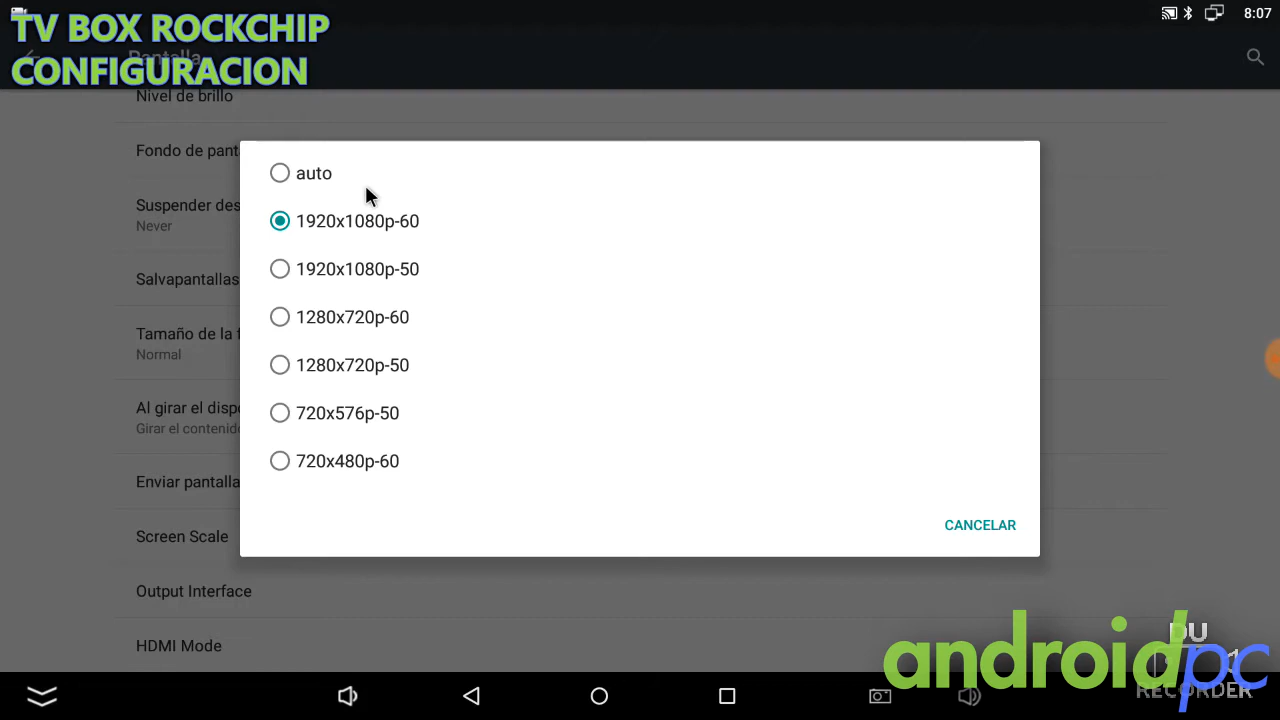 TV BOX ROCKCHIP
CONFIGURACION
8:07
Pantalla
Nivel de brillo
Fondo de pant
Suspender des
Never
Salvapantallas
Tamaño de la
Normal
Al girar el disp
Girar el contenid
Enviar pantalla
Screen Scale
Output Interface
HDMI Mode
auto
1920x1080p-60
1920x1080p-50
1280x720p-60
1280x720p-50
720x576p-50
720x480p-60
CANCELAR
DU
RECORDER
androidpc